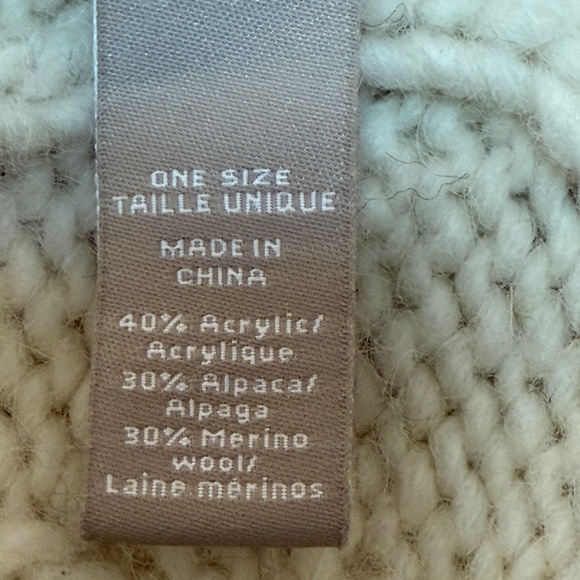 ONE SIZE
TAILLE UNIQUE
MADE IN
CHINA
40% Acrylic/
Acrylique
30% Alpaca/
Alpaga
30% Merino
wool/
Laine mérinos